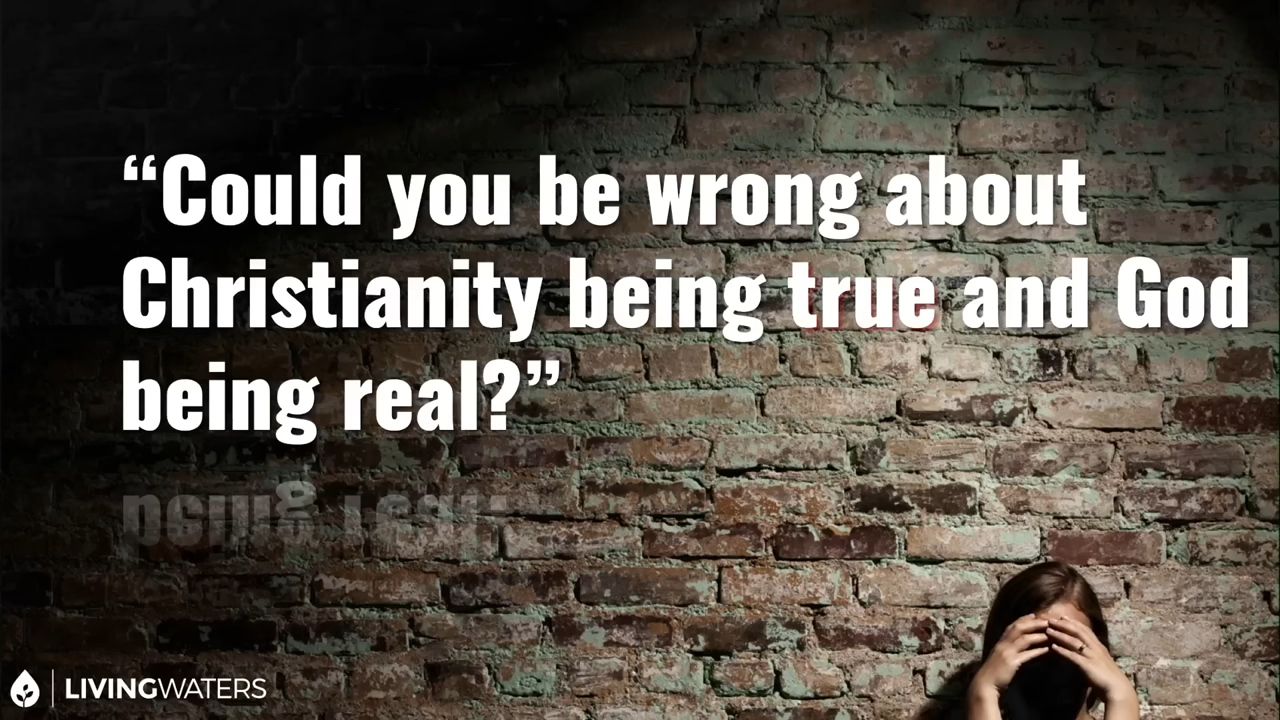 “Could you be wrong about
Christianity being true and God
being real?”
LIVINGWATERS